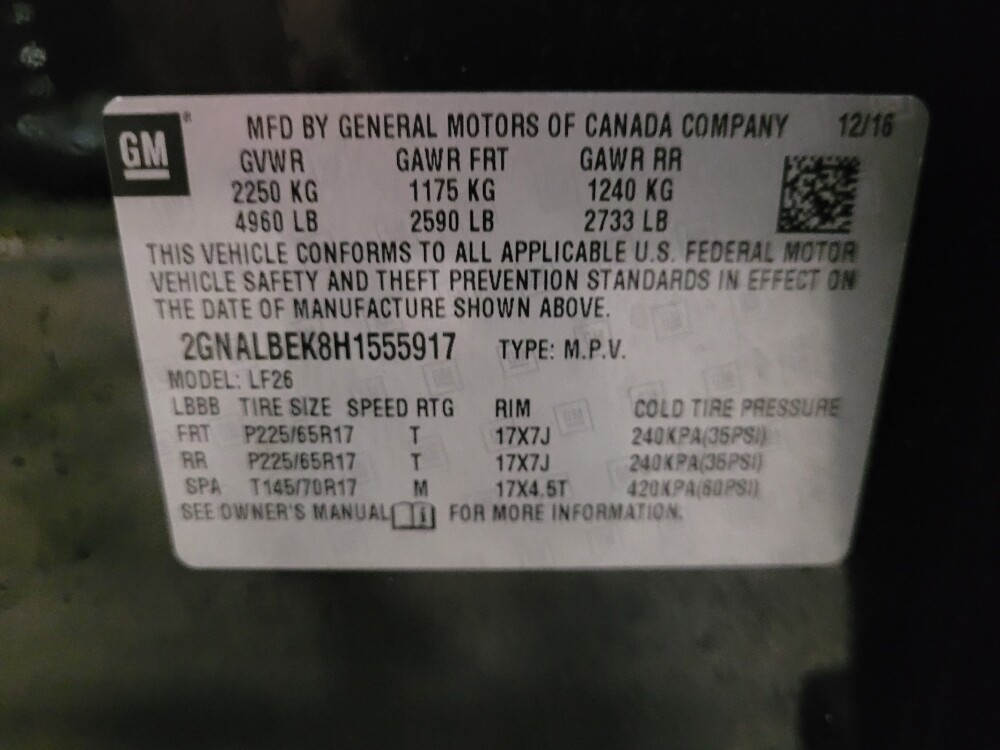 GM® MFD BY GENERAL MOTORS OF CANADA COMPANY 12/16
GVWR GAWR FRT GAWR RR
2250 KG 1175 KG 1240 KG
4960 LB 2590 LB 2733 LB
THIS VEHICLE CONFORMS TO ALL APPLICABLE U.S. FEDERAL MOTOR
VEHICLE SAFETY AND THEFT PREVENTION STANDARDS IN EFFECT ON
THE DATE OF MANUFACTURE SHOWN ABOVE.
2GNALBEK8H1555917 TYPE: M.P.V.
MODEL: LF26
LBBB TIRE SIZE SPEED RTG RIM COLD TIRE PRESSURE
FRT P225/65R17 T 17X7J 240KPA(35PSI)
RR P225/65R17 T 17X7J 240KPA(35PSI)
SPA T145/70R17 M 17X4.5T 420KPA(60PSI)
SEE OWNER'S MANUAL FOR MORE INFORMATION.